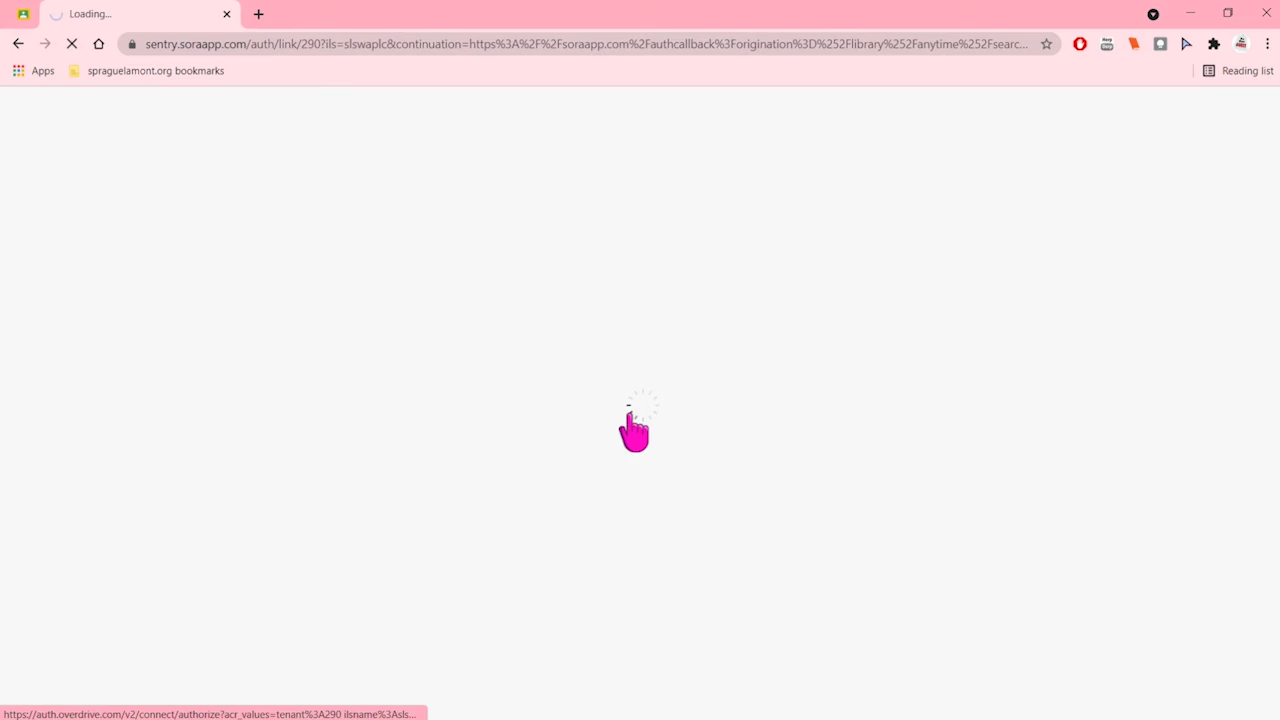 Loading...
sentry.soraapp.com/auth/link/290?ils=slswaplc&continuation=https%3A%2F%2Fsoraapp.com%2Fauthcallback%3Forigination%3D%252Flibrary%252Fanytime%252Fsearc...
Apps
spraguelamont.org bookmarks
Reading list
https://auth.overdrive.com/v2/connect/authorize?acr_values=tenant%3A290 ilsname%3Asls...